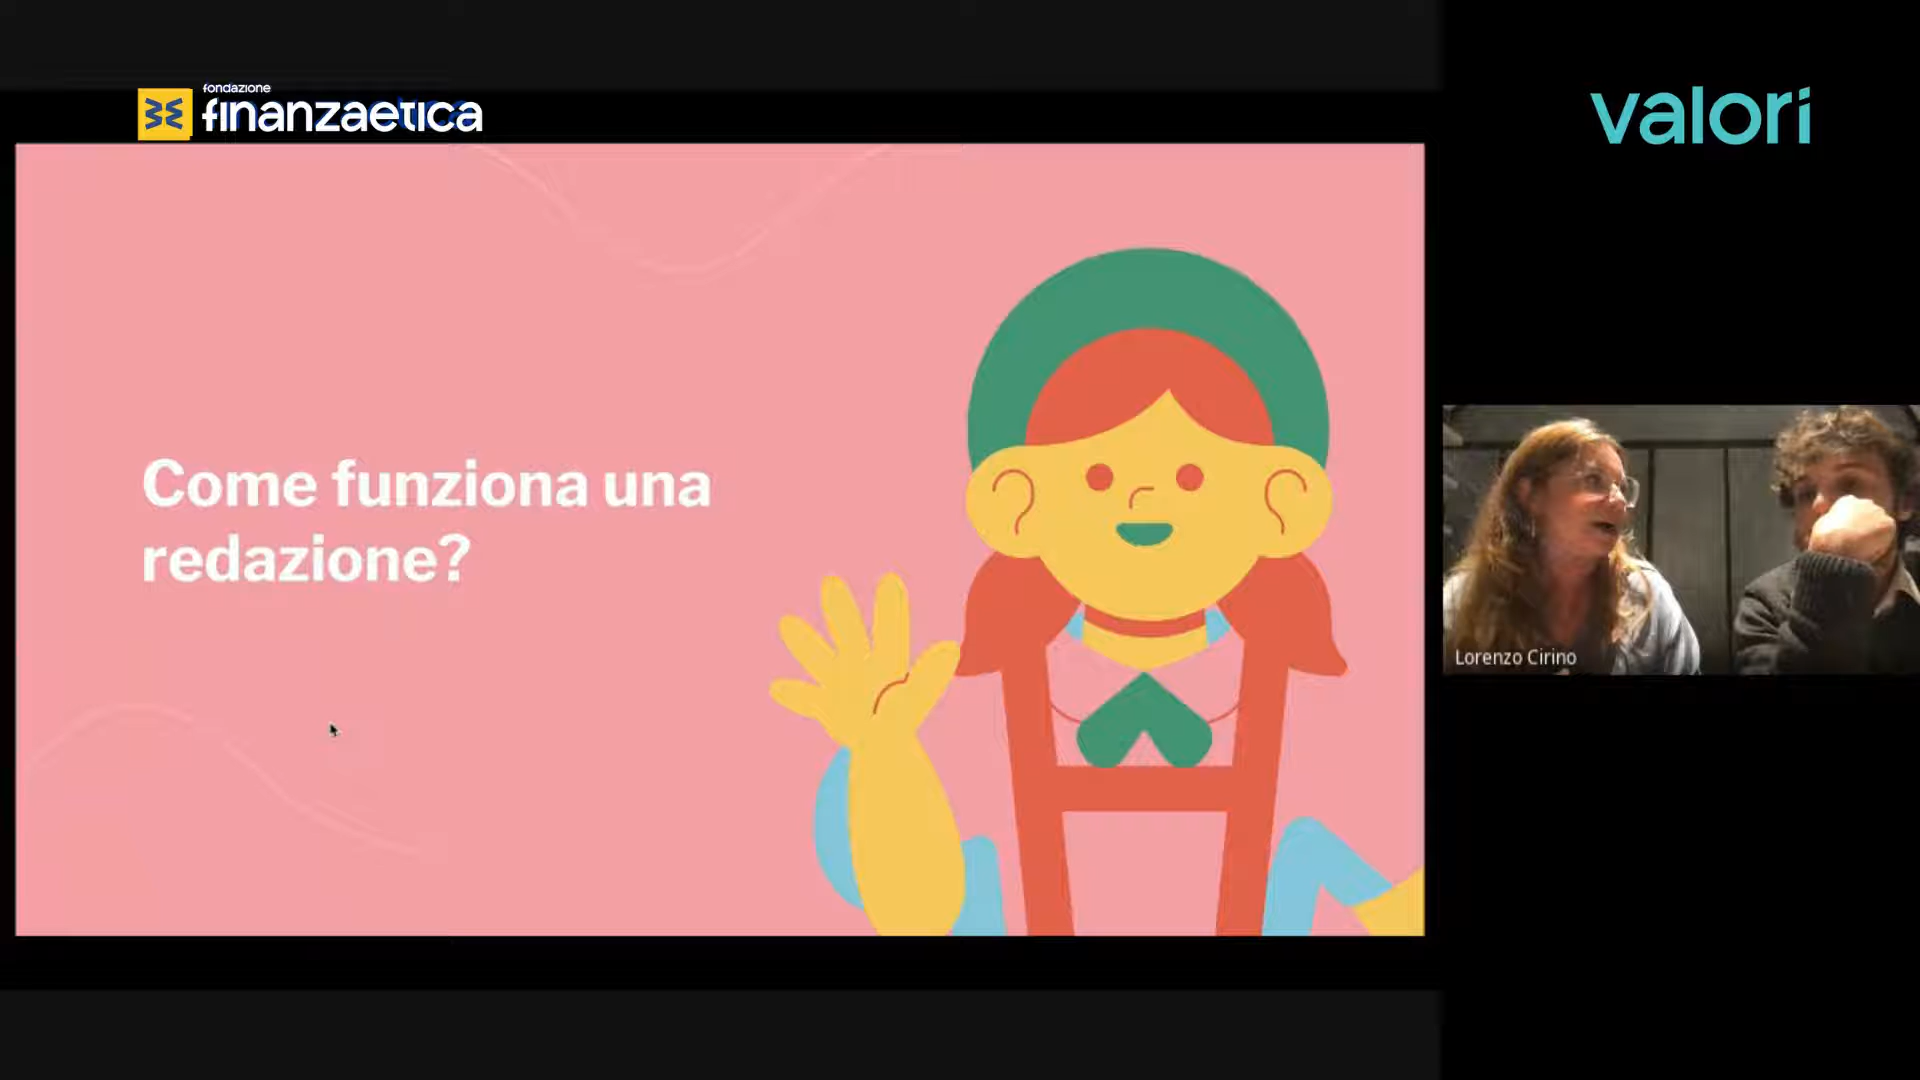 fondazione
finanzaetica
valori
Come funziona una
redazione?
Lorenzo Cirino